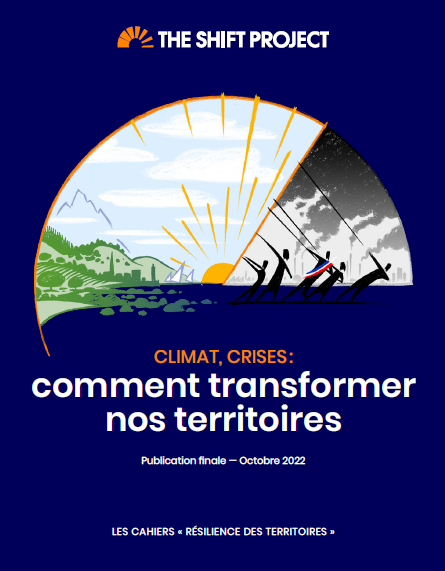 THE SHIFT PROJECT
CLIMAT, CRISES :
comment transformer
nos territoires
Publication finale — Octobre 2022
LES CAHIERS « RÉSILIENCE DES TERRITOIRES »